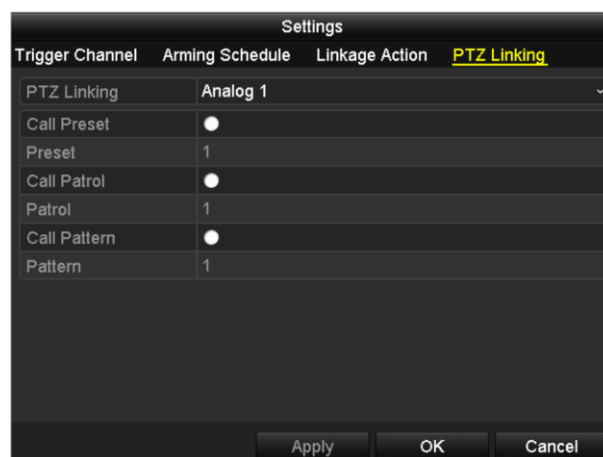 Settings
Trigger Channel Arming Schedule Linkage Action PTZ Linking
PTZ Linking Analog 1
Call Preset
Preset 1
Call Patrol
Patrol 1
Call Pattern
Pattern 1
Apply OK Cancel